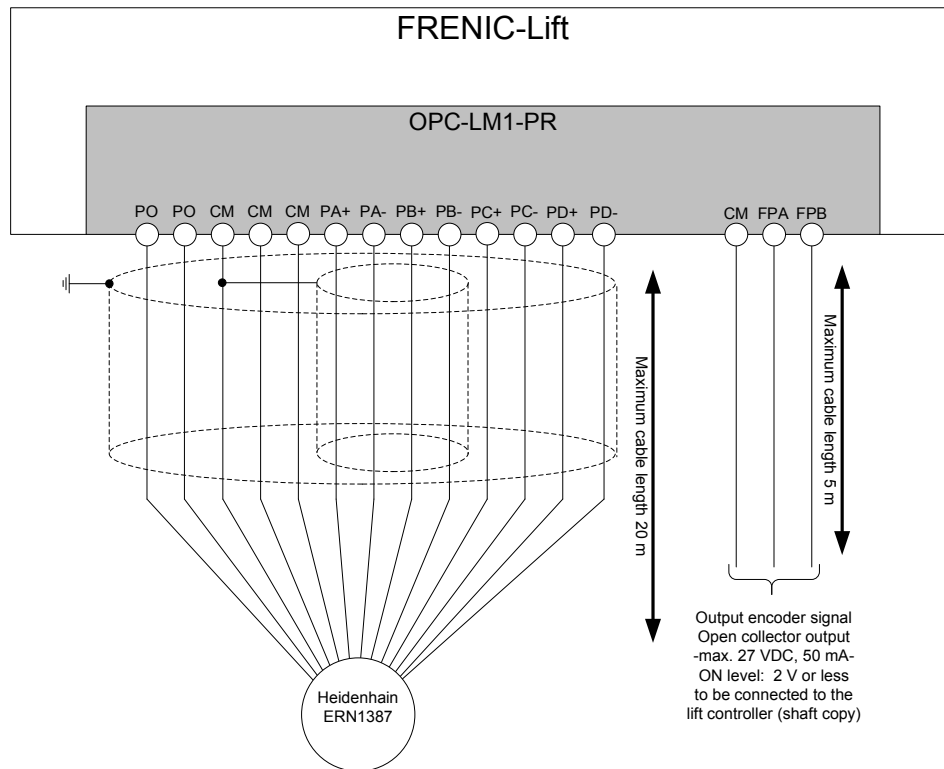 FRENIC-Lift
OPC-LM1-PR
PO PO CM CM CM PA+ PA- PB+ PB- PC+ PC- PD+ PD- CM FPA FPB
Maximum cable length 20 m
Maximum cable length 5 m
Output encoder signal
Open collector output
-max. 27 VDC, 50 mA-
ON level: 2 V or less
to be connected to the
lift controller (shaft copy)
Heidenhain
ERN1387